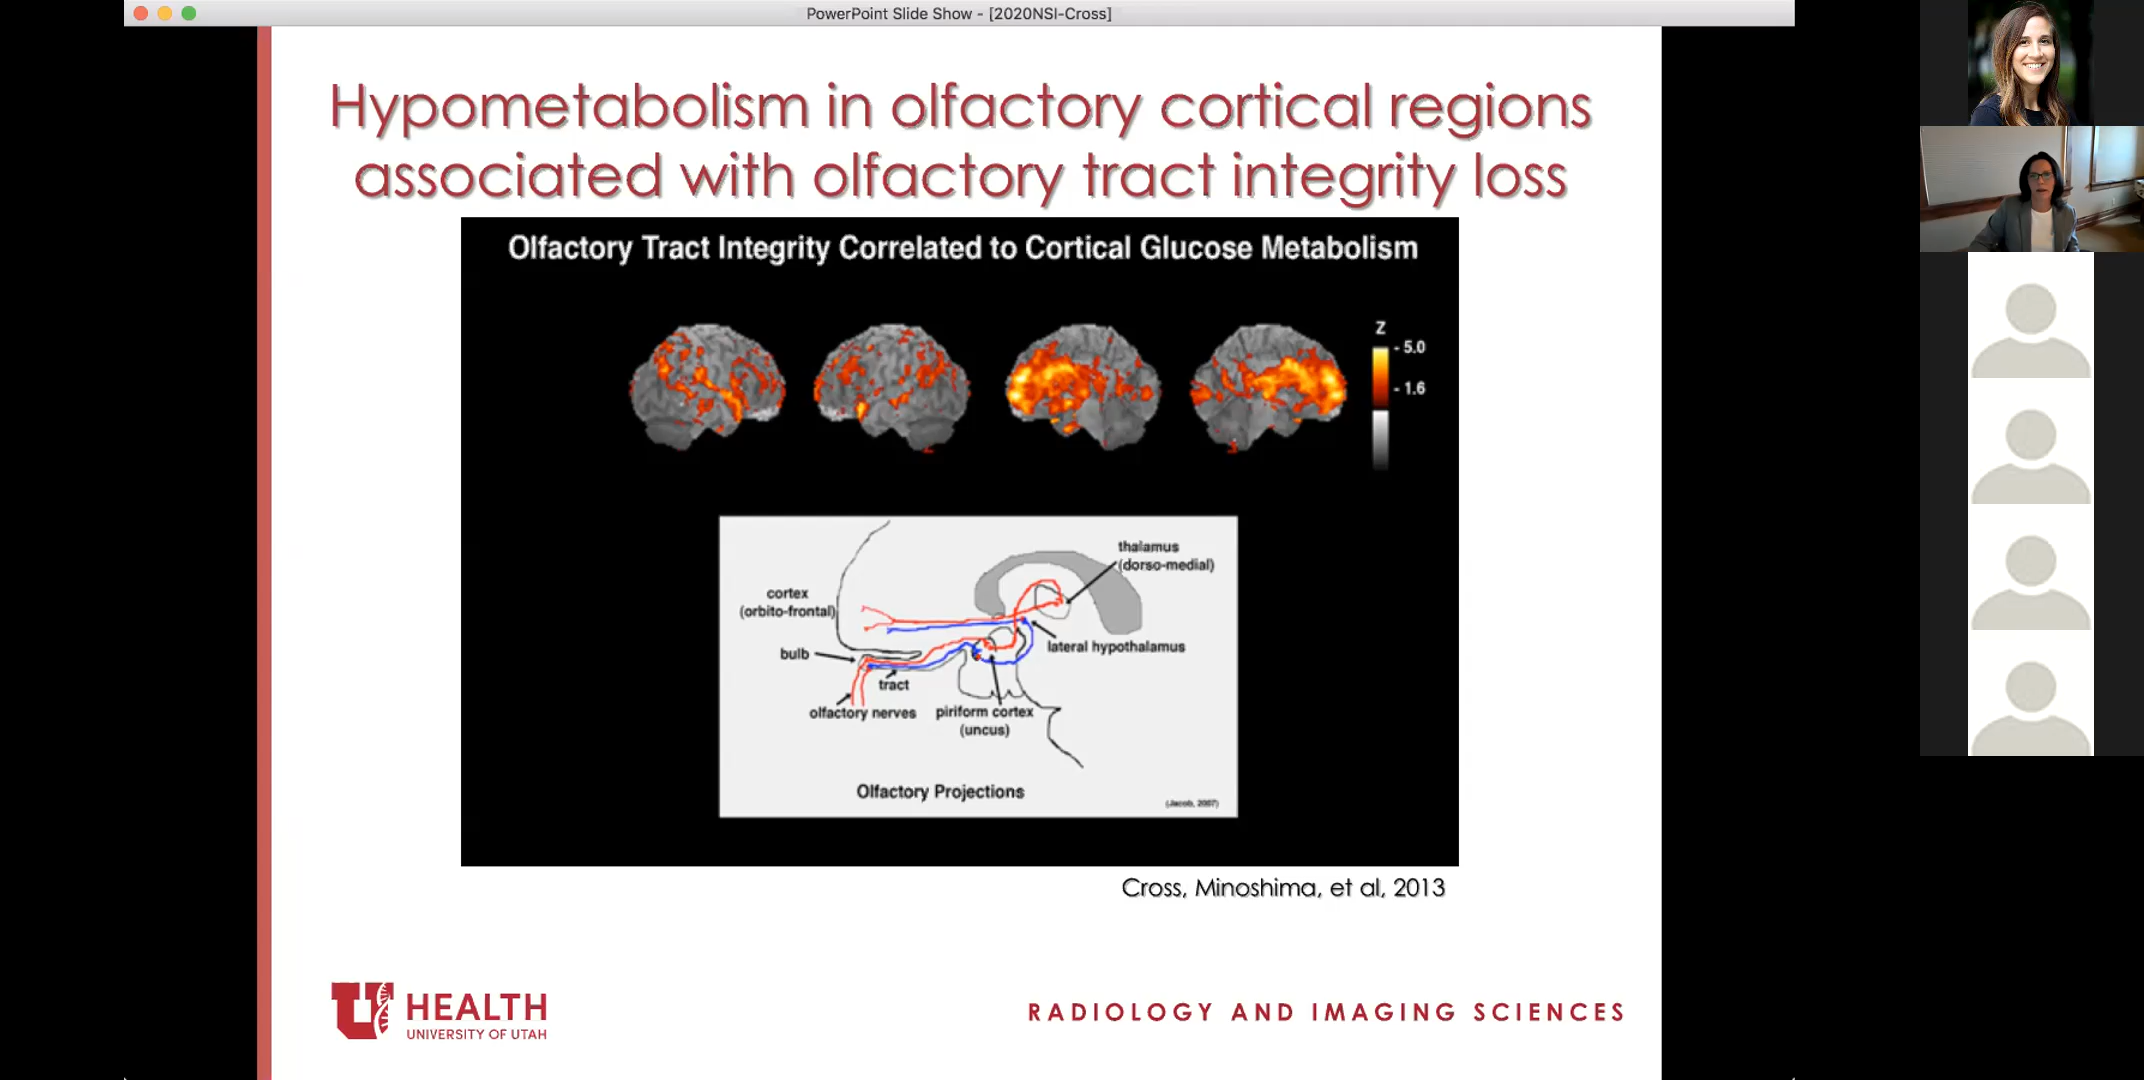 PowerPoint Slide Show - [2020NSI-Cross]
Hypometabolism in olfactory cortical regions
associated with olfactory tract integrity loss
Olfactory Tract Integrity Correlated to Cortical Glucose Metabolism
Z
- 5.0
- 1.6
thalamus
(dorso-medial)
cortex
(orbito-frontal)
lateral hypothalamus
bulb
tract
olfactory nerves
piriform cortex
(uncus)
Olfactory Projections
(Jacob, 2007)
Cross, Minoshima, et al, 2013
U HEALTH
UNIVERSITY OF UTAH
RADIOLOGY AND IMAGING SCIENCES